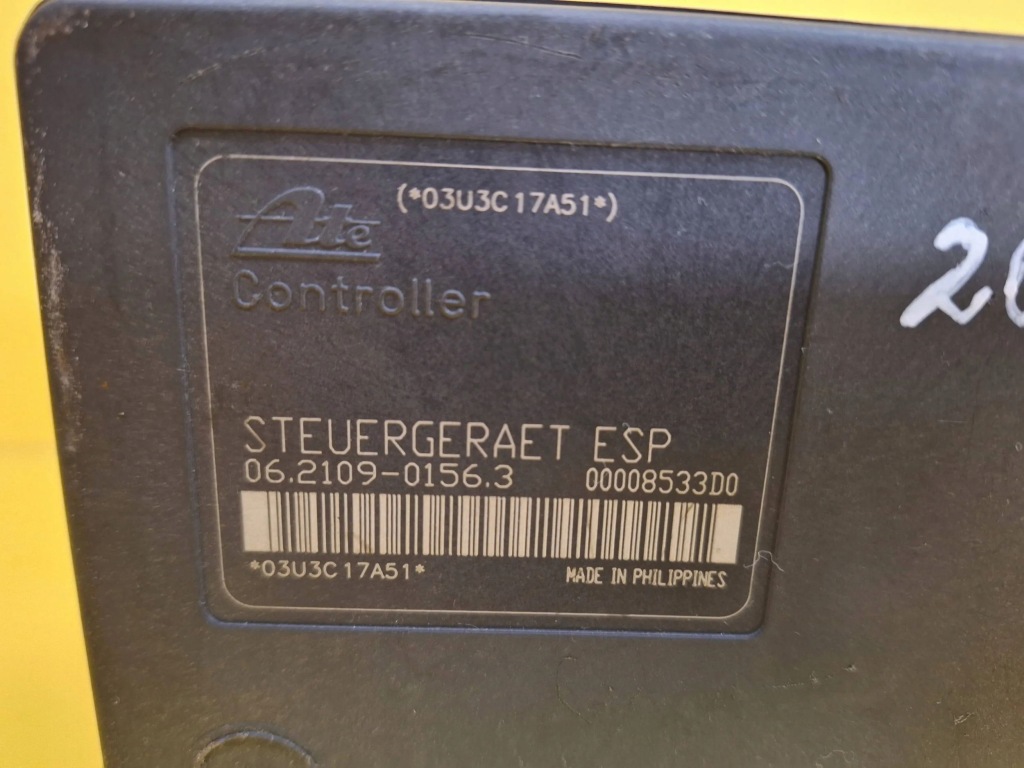 (*03U3C17A51*)
Ate
Controller
STEUERGERAET ESP
06.2109-0156.3 00008533D0
*03U3C17A51*
MADE IN PHILIPPINES